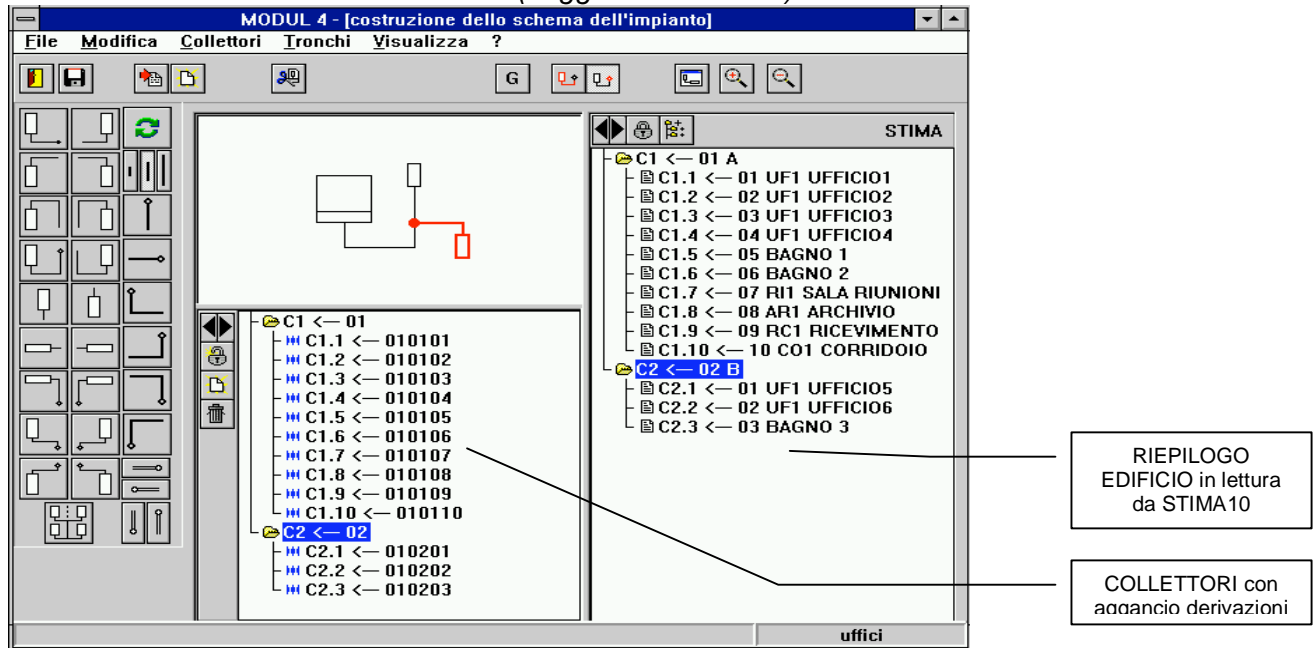 MODUL 4 - [costruzione dello schema dell'impianto]
File Modifica Collettori Tronchi Visualizza ?
G
STIMA
C1 <— 01 A
C1.1 <— 01 UF1 UFFICIO1
C1.2 <— 02 UF1 UFFICIO2
C1.3 <— 03 UF1 UFFICIO3
C1.4 <— 04 UF1 UFFICIO4
C1.5 <— 05 BAGNO 1
C1.6 <— 06 BAGNO 2
C1.7 <— 07 RI1 SALA RIUNIONI
C1.8 <— 08 AR1 ARCHIVIO
C1.9 <— 09 RC1 RICEVIMENTO
C1.10 <— 10 CO1 CORRIDOIO
C2 <— 02 B
C2.1 <— 01 UF1 UFFICIO5
C2.2 <— 02 UF1 UFFICIO6
C2.3 <— 03 BAGNO 3
C1 <— 01
C1.1 <— 010101
C1.2 <— 010102
C1.3 <— 010103
C1.4 <— 010104
C1.5 <— 010105
C1.6 <— 010106
C1.7 <— 010107
C1.8 <— 010108
C1.9 <— 010109
C1.10 <— 010110
C2 <— 02
C2.1 <— 010201
C2.2 <— 010202
C2.3 <— 010203
uffici
RIEPILOGO
EDIFICIO in lettura
da STIMA10
COLLETTORI con
aggancio derivazioni